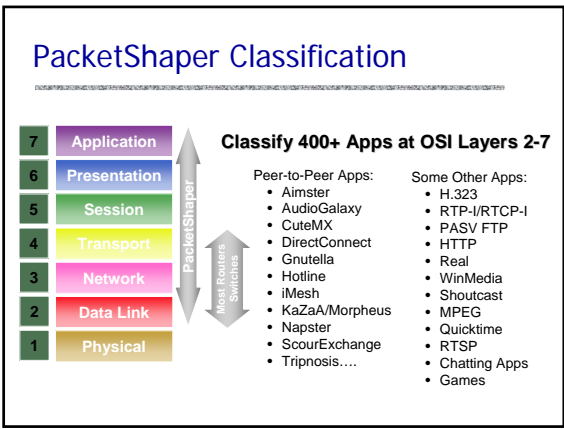 PacketShaper Classification
7 Application
6 Presentation
5 Session
4 Transport
3 Network
2 Data Link
1 Physical
PacketShaper
Most Routers
Switches
Classify 400+ Apps at OSI Layers 2-7
Peer-to-Peer Apps:
• Aimster
• AudioGalaxy
• CuteMX
• DirectConnect
• Gnutella
• Hotline
• iMesh
• KaZaA/Morpheus
• Napster
• ScourExchange
• Tripnosis….
Some Other Apps:
• H.323
• RTP-I/RTCP-I
• PASV FTP
• HTTP
• Real
• WinMedia
• Shoutcast
• MPEG
• Quicktime
• RTSP
• Chatting Apps
• Games